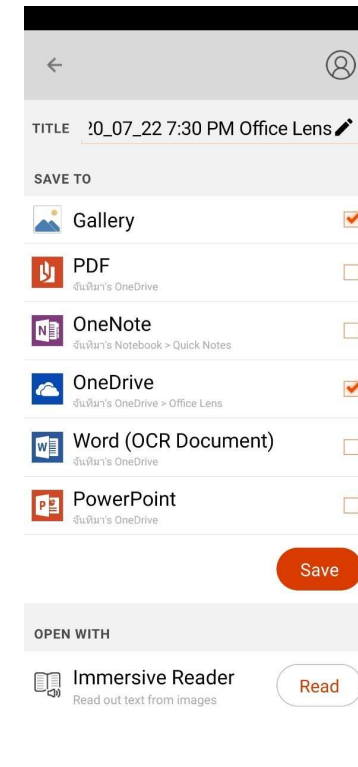 TITLE 20_07_22 7:30 PM Office Lens
SAVE TO
Gallery
PDF
จันทิมา's OneDrive
OneNote
จันทิมา's Notebook > Quick Notes
OneDrive
จันทิมา's OneDrive > Office Lens
Word (OCR Document)
จันทิมา's OneDrive
PowerPoint
จันทิมา's OneDrive
Save
OPEN WITH
Immersive Reader
Read
Read out text from images